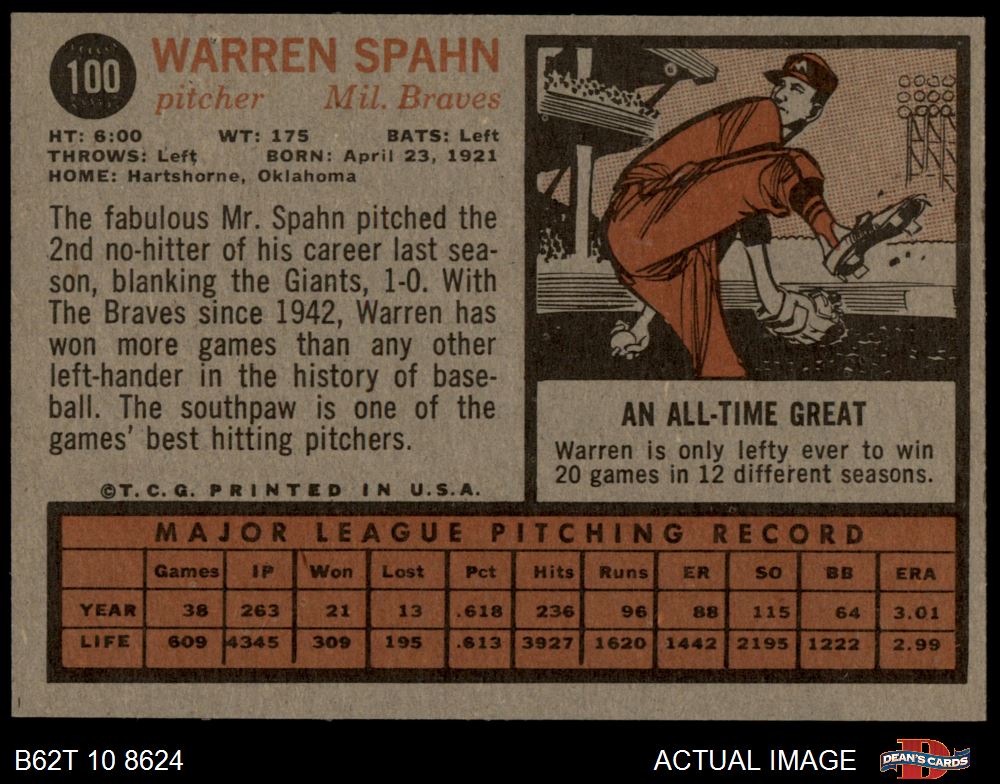 100
WARREN SPAHN
pitcher Mil. Braves
HT: 6:00 WT: 175 BATS: Left
THROWS: Left BORN: April 23, 1921
HOME: Hartshorne, Oklahoma
The fabulous Mr. Spahn pitched the
2nd no-hitter of his career last sea-
son, blanking the Giants, 1-0. With
The Braves since 1942, Warren has
won more games than any other
left-hander in the history of base-
ball. The southpaw is one of the
games' best hitting pitchers.
©T.C.G. PRINTED IN U.S.A.
M
AN ALL-TIME GREAT
Warren is only lefty ever to win
20 games in 12 different seasons.
MAJOR LEAGUE PITCHING RECORD
Games IP Won Lost Pct Hits Runs ER SO BB ERA
YEAR 38 263 21 13 .618 236 96 88 115 64 3.01
LIFE 609 4345 309 195 .613 3927 1620 1442 2195 1222 2.99
B62T 10 8624 ACTUAL IMAGE D DEAN'S CARDS